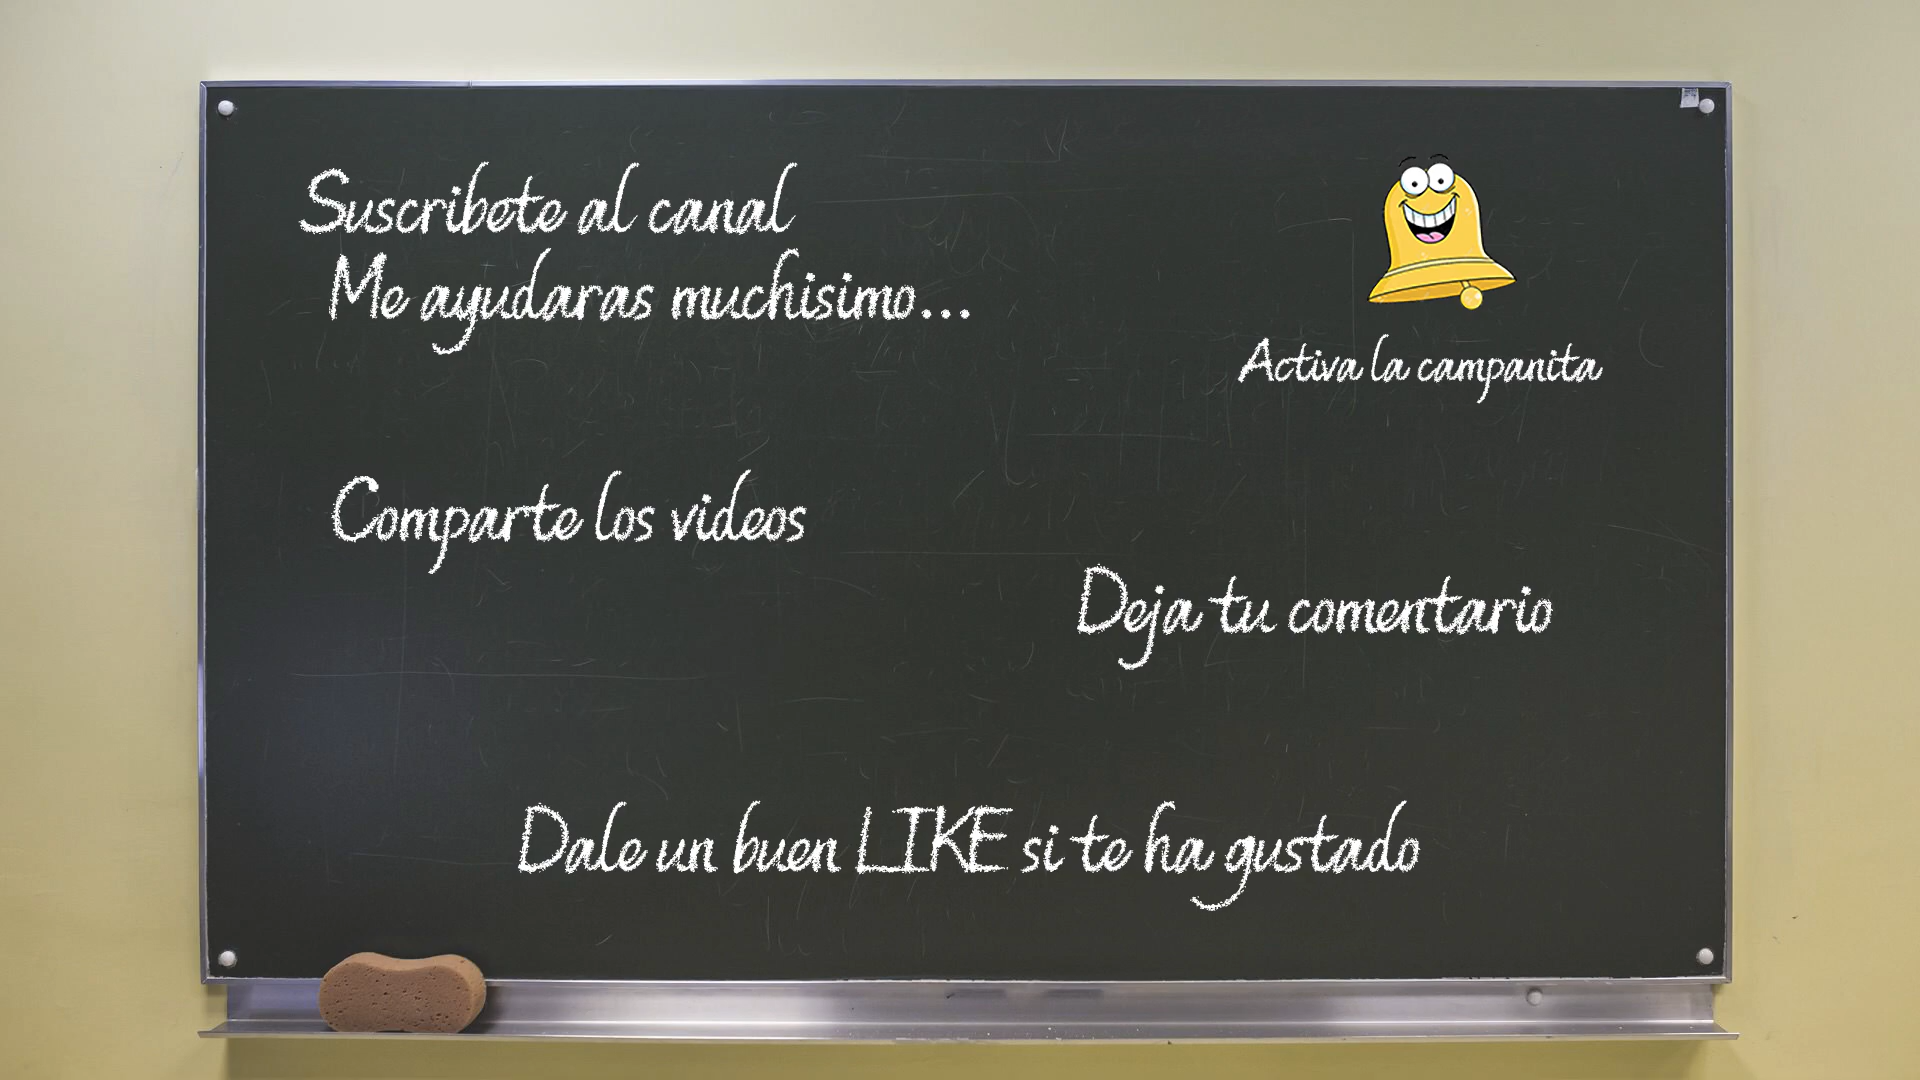 Suscribete al canal
Me ayudaras muchisimo...
Activa la campanita
Comparte los videos
Deja tu comentario
Dale un buen LIKE si te ha gustado